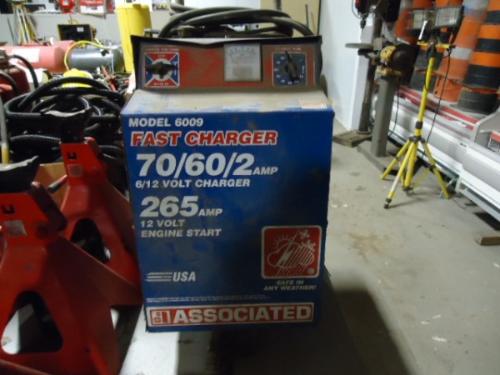 MODEL 6009
FAST CHARGER
70/60/2 AMP
6/12 VOLT CHARGER
265 AMP
12 VOLT
ENGINE START
USA
SAFE IN
ANY WEATHER!
ASSOCIATED